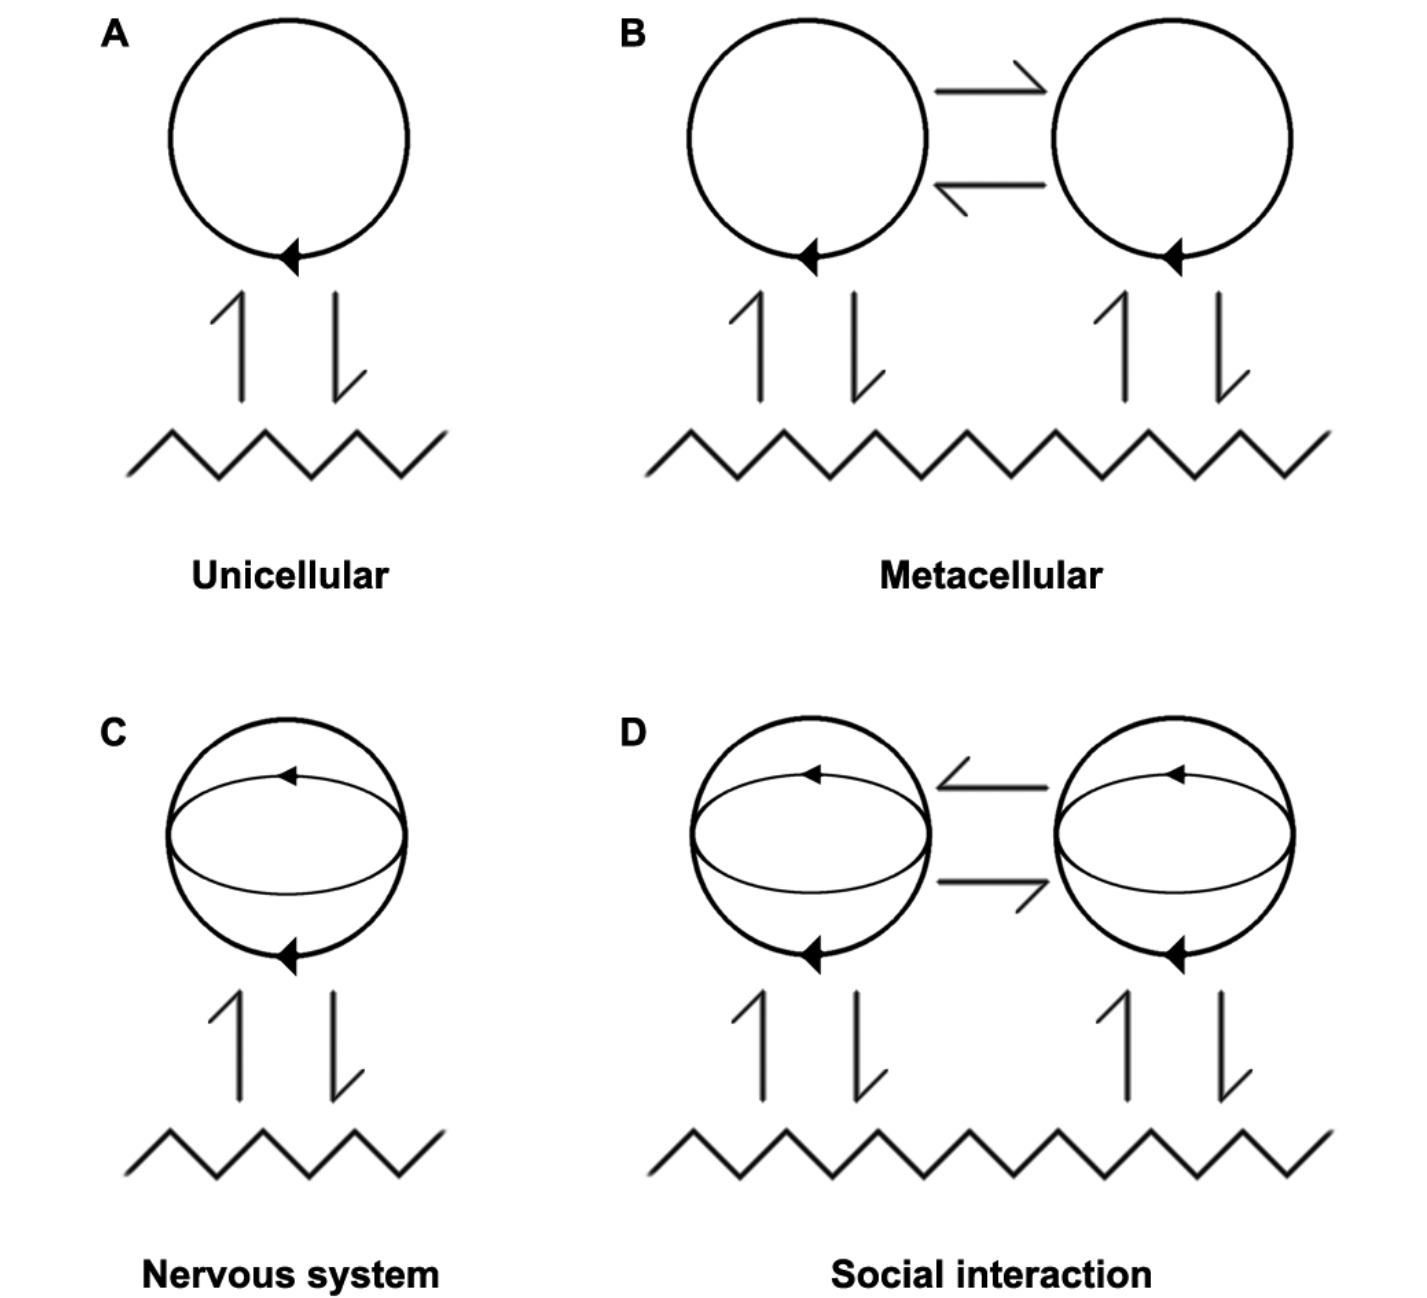 A
B
Unicellular
Metacellular
C
D
Nervous system
Social interaction